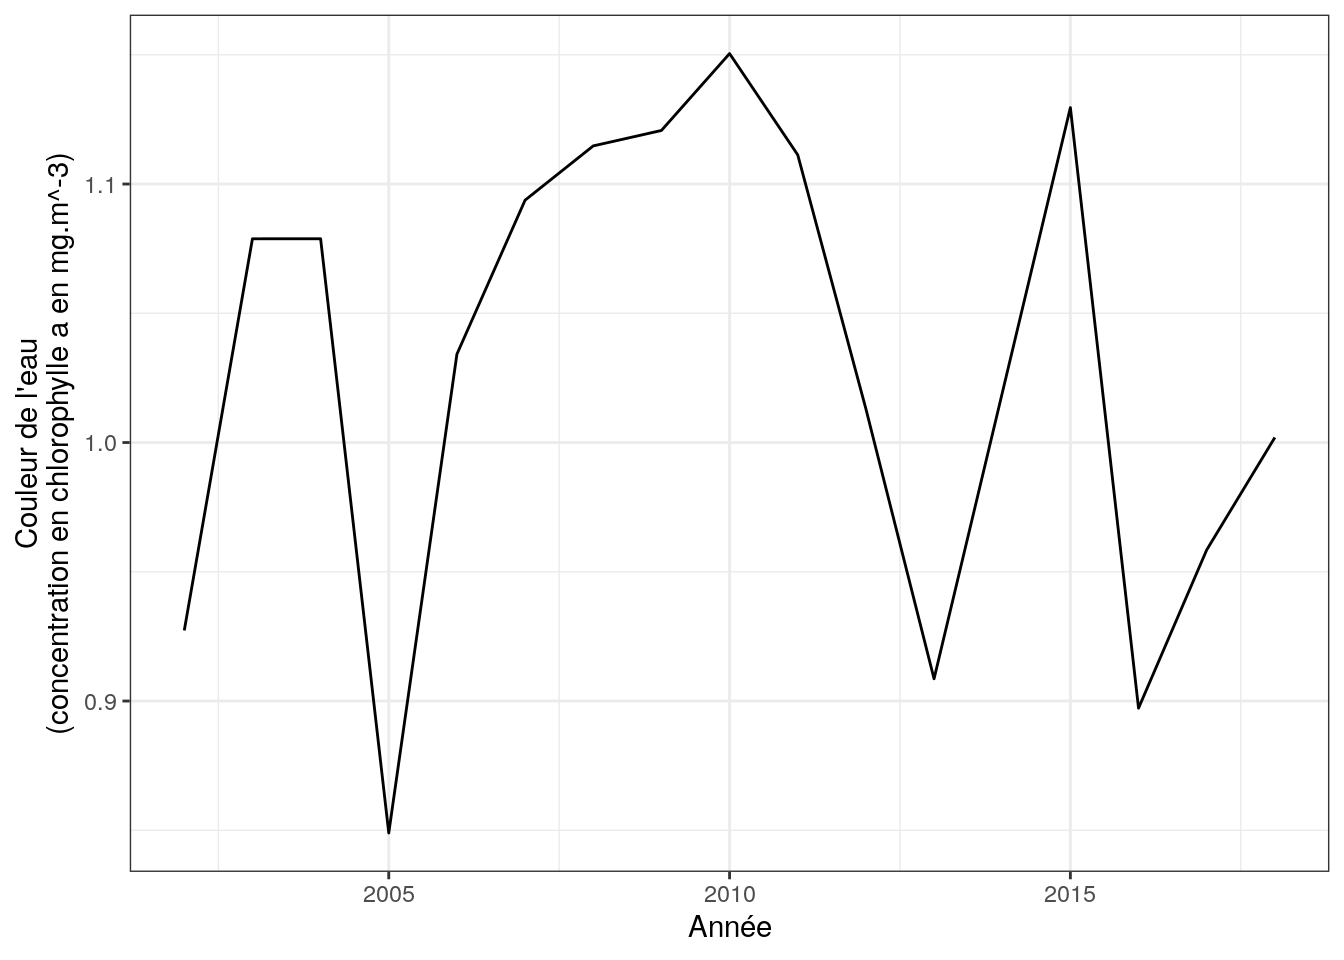 Couleur de l'eau
(concentration en chlorophylle a en mg.m^-3)
1.1
1.0
0.9
2005
2010
2015
Année